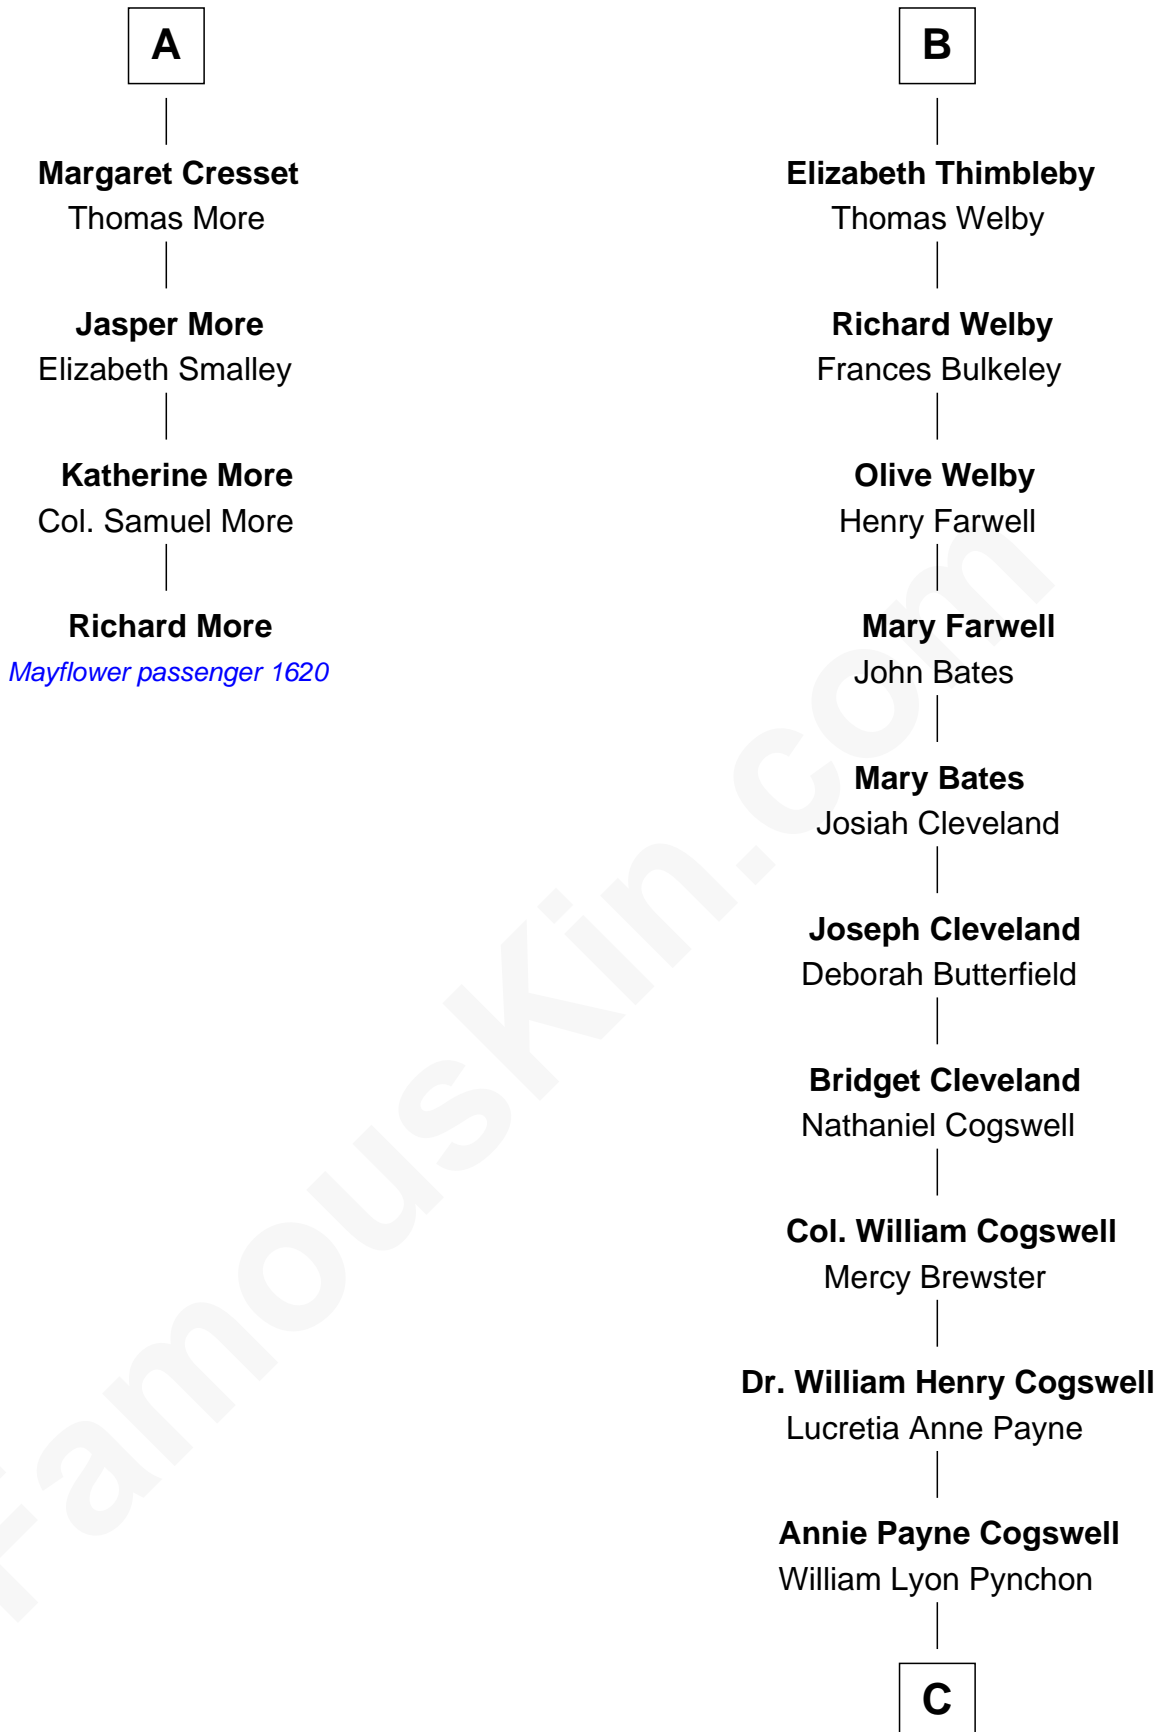 A
Margaret Cresset
Thomas More
Jasper More
Elizabeth Smalley
Katherine More
Col. Samuel More
Richard More
Mayflower passenger 1620
B
Elizabeth Thimbleby
Thomas Welby
Richard Welby
Frances Bulkeley
Olive Welby
Henry Farwell
Mary Farwell
John Bates
Mary Bates
Josiah Cleveland
Joseph Cleveland
Deborah Butterfield
Bridget Cleveland
Nathaniel Cogswell
Col. William Cogswell
Mercy Brewster
Dr. William Henry Cogswell
Lucretia Anne Payne
Annie Payne Cogswell
William Lyon Pynchon
C
FamousKin.com